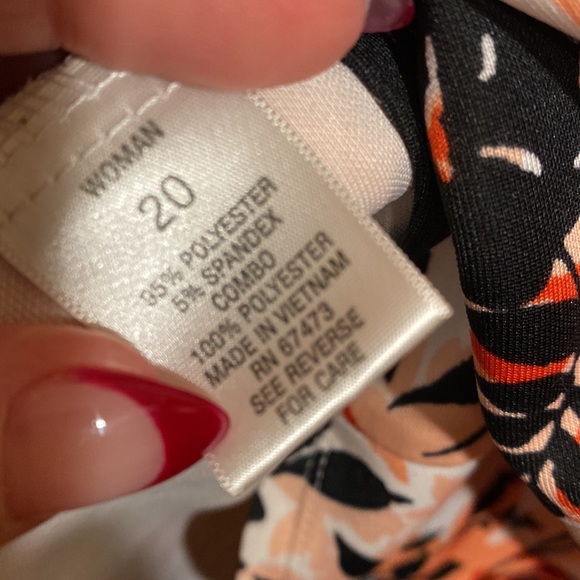 WOMAN
20
95% POLYESTER
5% SPANDEX
COMBO
100% POLYESTER
MADE IN VIETNAM
RN 67473
SEE REVERSE
FOR CARE